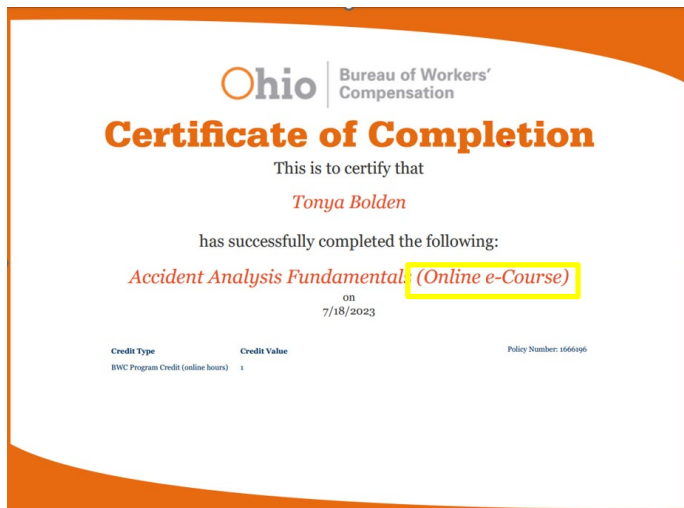 Ohio
Bureau of Workers'
Compensation
Certificate of Completion
This is to certify that
Tonya Bolden
has successfully completed the following:
Accident Analysis Fundamentals (Online e-Course)
on
7/18/2023
Credit Type Credit Value Policy Number: 1666196
BWC Program Credit (online hours) 1